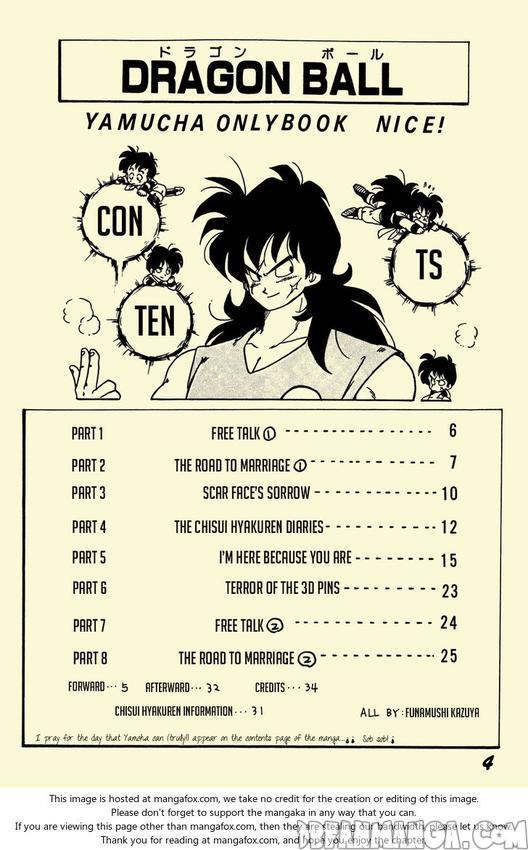 ドラゴン ボール
DRAGON BALL
YAMUCHA ONLYBOOK NICE!
CON
TEN
TS
PART 1 FREE TALK ① 6
PART 2 THE ROAD TO MARRIAGE ① 7
PART 3 SCAR FACE'S SORROW 10
PART 4 THE CHISUI HYAKUREN DIARIES 12
PART 5 I'M HERE BECAUSE YOU ARE 15
PART 6 TERROR OF THE 3D PINS 23
PART 7 FREE TALK ② 24
PART 8 THE ROAD TO MARRIAGE ② 25
FORWARD··· 5 AFTERWARD··· 32 CREDITS··· 34
CHISUI HYAKUREN INFORMATION··· 31 ALL BY: FUNAMUSHI KAZUYA
I pray for the day that Yamcha can (truly!) appear on the contents page of the manga...¡¡ Sob sob! ¡
4
This image is hosted at mangafox.com, we take no credit for the creation or editing of this image.
Please don't forget to support the mangaka in any way that you can.
If you are viewing this page other than mangafox.com, then they are stealing our bandwidth, please let us know.
Thank you for reading at mangafox.com, and hope you enjoy the chapter.